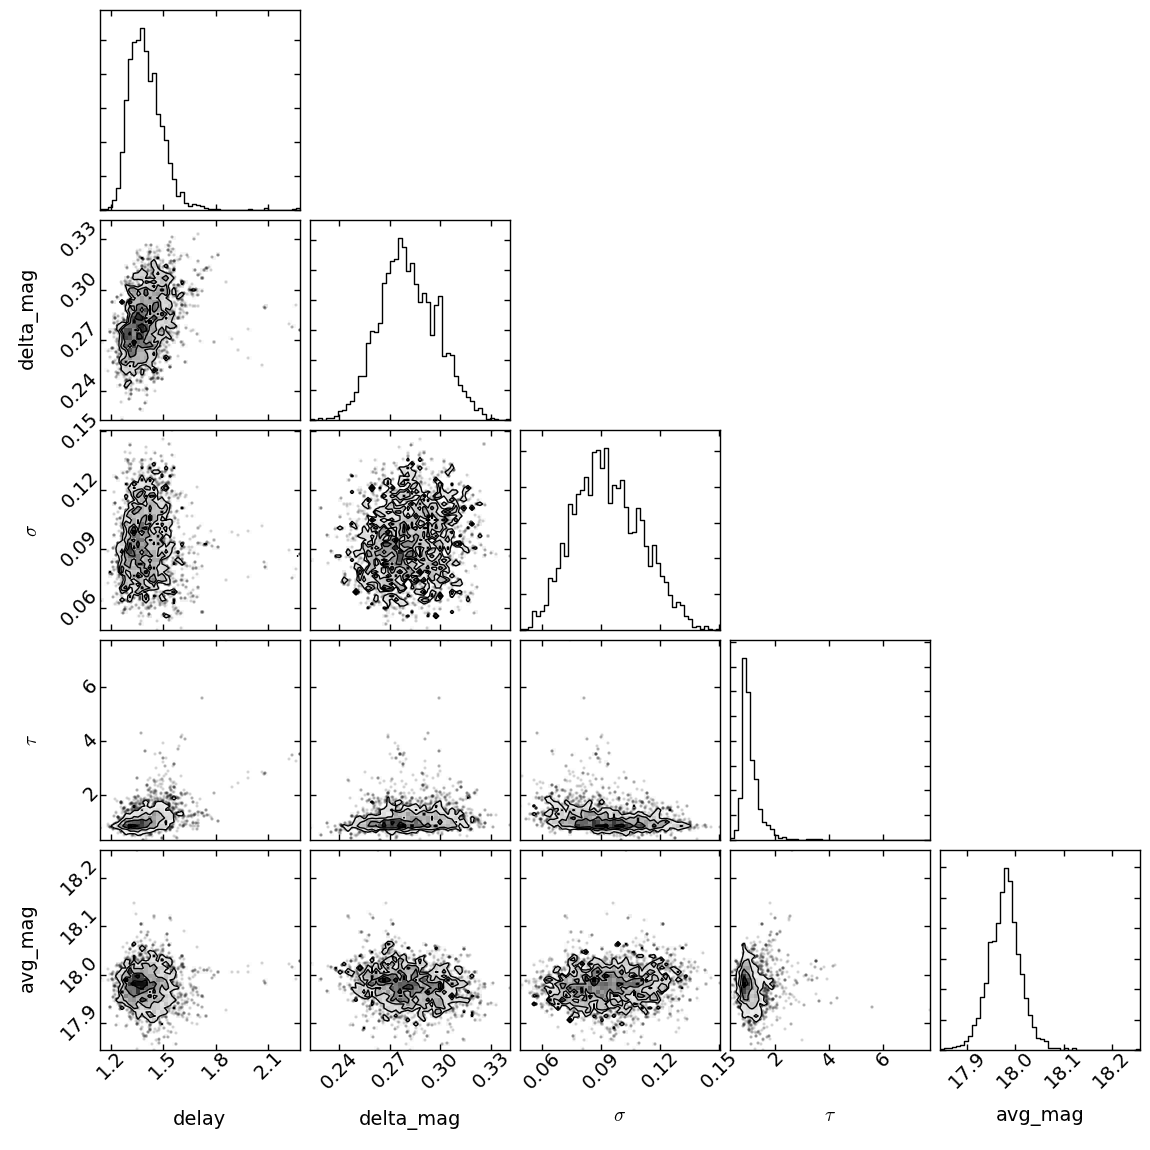 delta_mag
0.33
0.30
0.27
0.24
σ
0.15
0.12
0.09
0.06
τ
6
4
2
avg_mag
18.2
18.1
18.0
17.9
1.2 1.5 1.8 2.1
0.24 0.27 0.30 0.33
0.06 0.09 0.12 0.15
2 4 6
17.9 18.0 18.1 18.2
delay delta_mag σ τ avg_mag